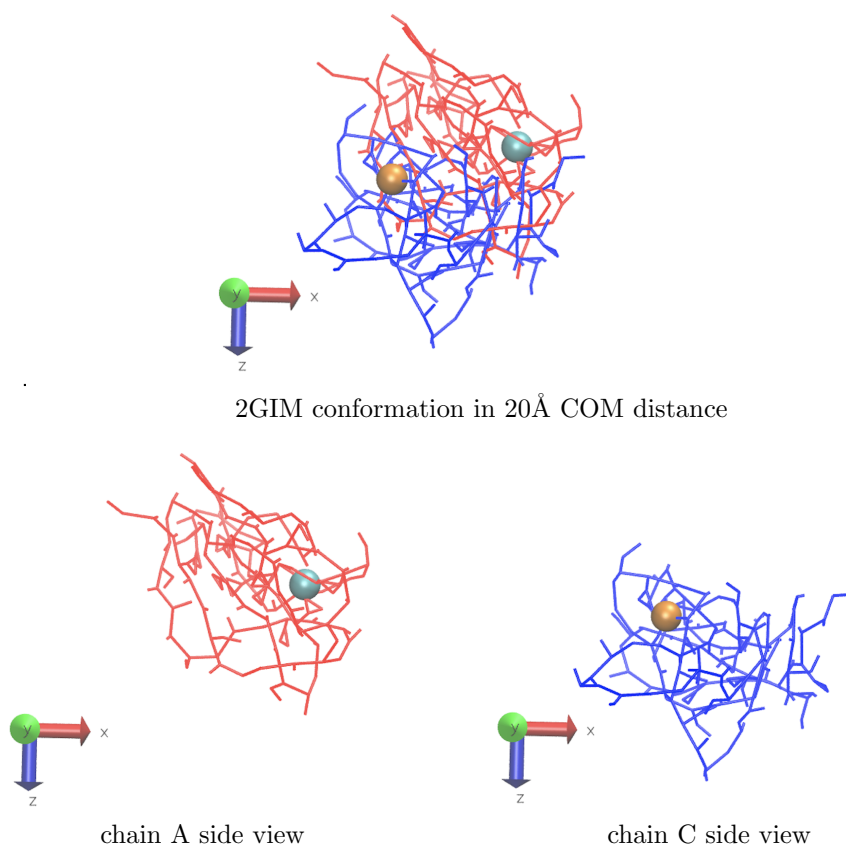 y
x
z
.
2GIM conformation in 20Å COM distance
y
x
z
y
x
z
chain A side view
chain C side view